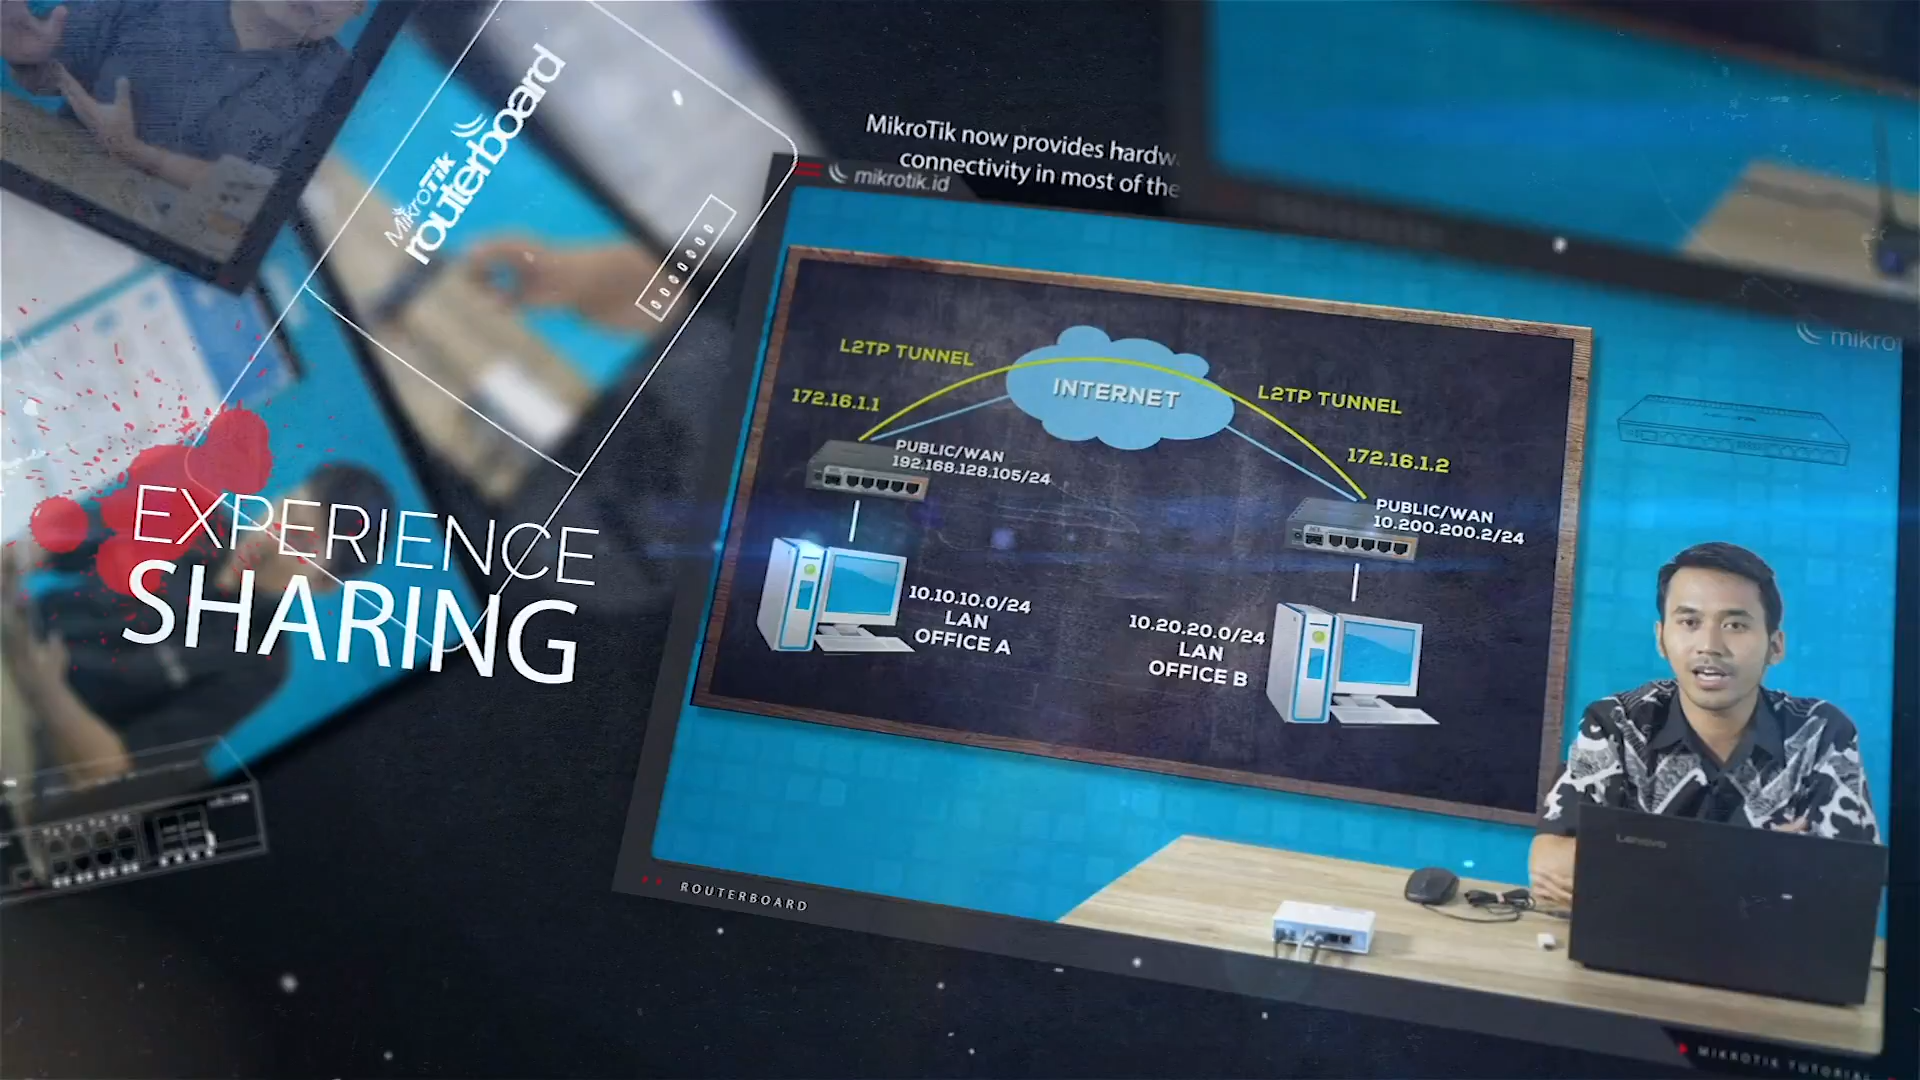 MikroTik
routerboard
EXPERIENCE
SHARING
MikroTik now provides hardw
connectivity in most of the
mikrotik.id
L2TP TUNNEL
INTERNET
L2TP TUNNEL
172.16.1.1
172.16.1.2
PUBLIC/WAN
192.168.128.105/24
PUBLIC/WAN
10.200.200.2/24
10.10.10.0/24
LAN
OFFICE A
10.20.20.0/24
LAN
OFFICE B
mikrot
Lenovo
ROUTERBOARD
MIKROTIK TUTORIAL